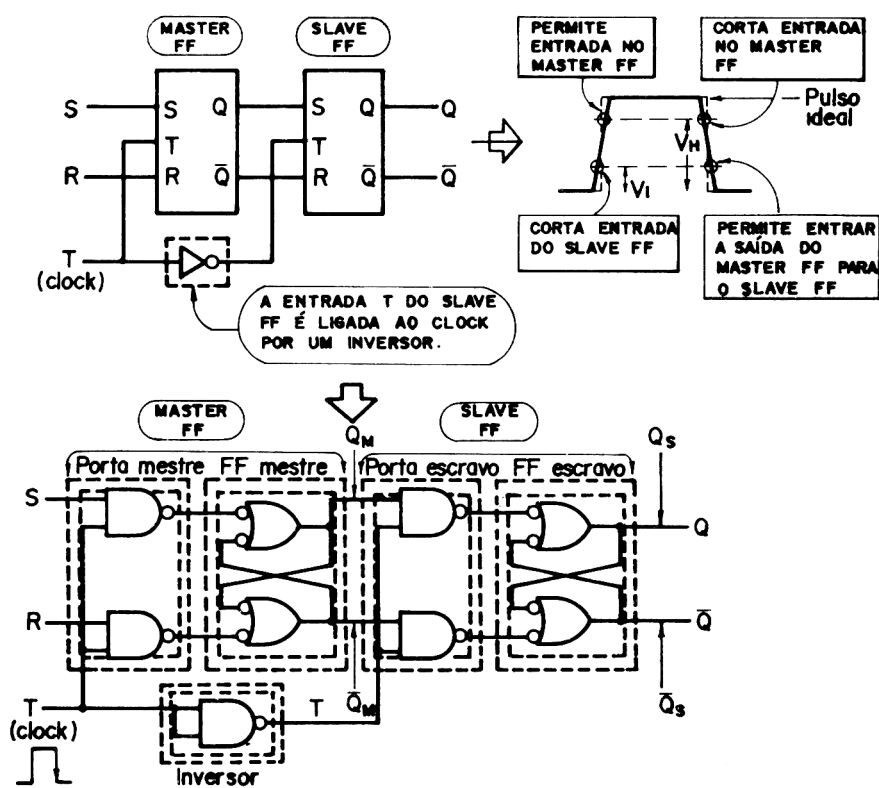 MASTER
FF
SLAVE
FF
S
S
Q
S
Q
Q
T
T
R
R
Q̅
R
Q̅
Q̅
T
(clock)
A ENTRADA T DO SLAVE
FF É LIGADA AO CLOCK
POR UM INVERSOR.
PERMITE
ENTRADA NO
MASTER FF
CORTA ENTRADA
NO MASTER
FF
Pulso
ideal
VH
VI
CORTA ENTRADA
DO SLAVE FF
PERMITE ENTRAR
A SAÍDA DO
MASTER FF PARA
O SLAVE FF
MASTER
FF
SLAVE
FF
QM
QS
Porta mestre
FF mestre
Porta escravo
FF escravo
S
Q
R
Q̅
T
(clock)
T
Q̅M
Q̅S
Inversor